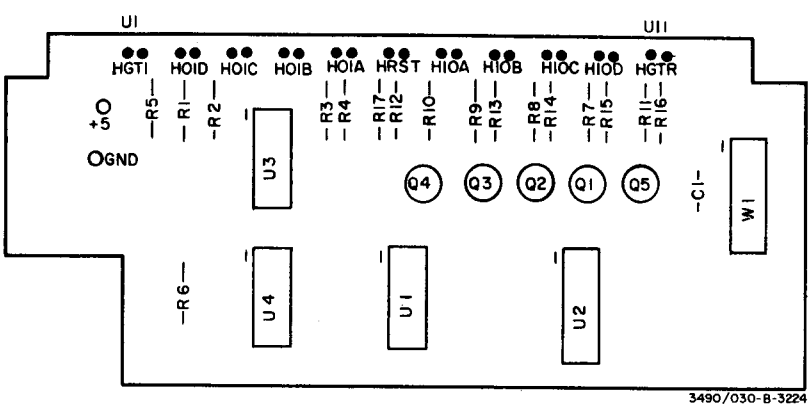 UI UII
HGTI HOID HOIC HOIB HOIA HRST HIOA HIOB HIOC HIOD HGTR
+5 R5 R1 R2 R3 R4 R17 R12 R10 R9 R13 R8 R14 R7 R15 R11 R16
GND U3 Q4 Q3 Q2 Q1 Q5 C1 W1
R6 U4 U1 U2
3490/030-B-3224